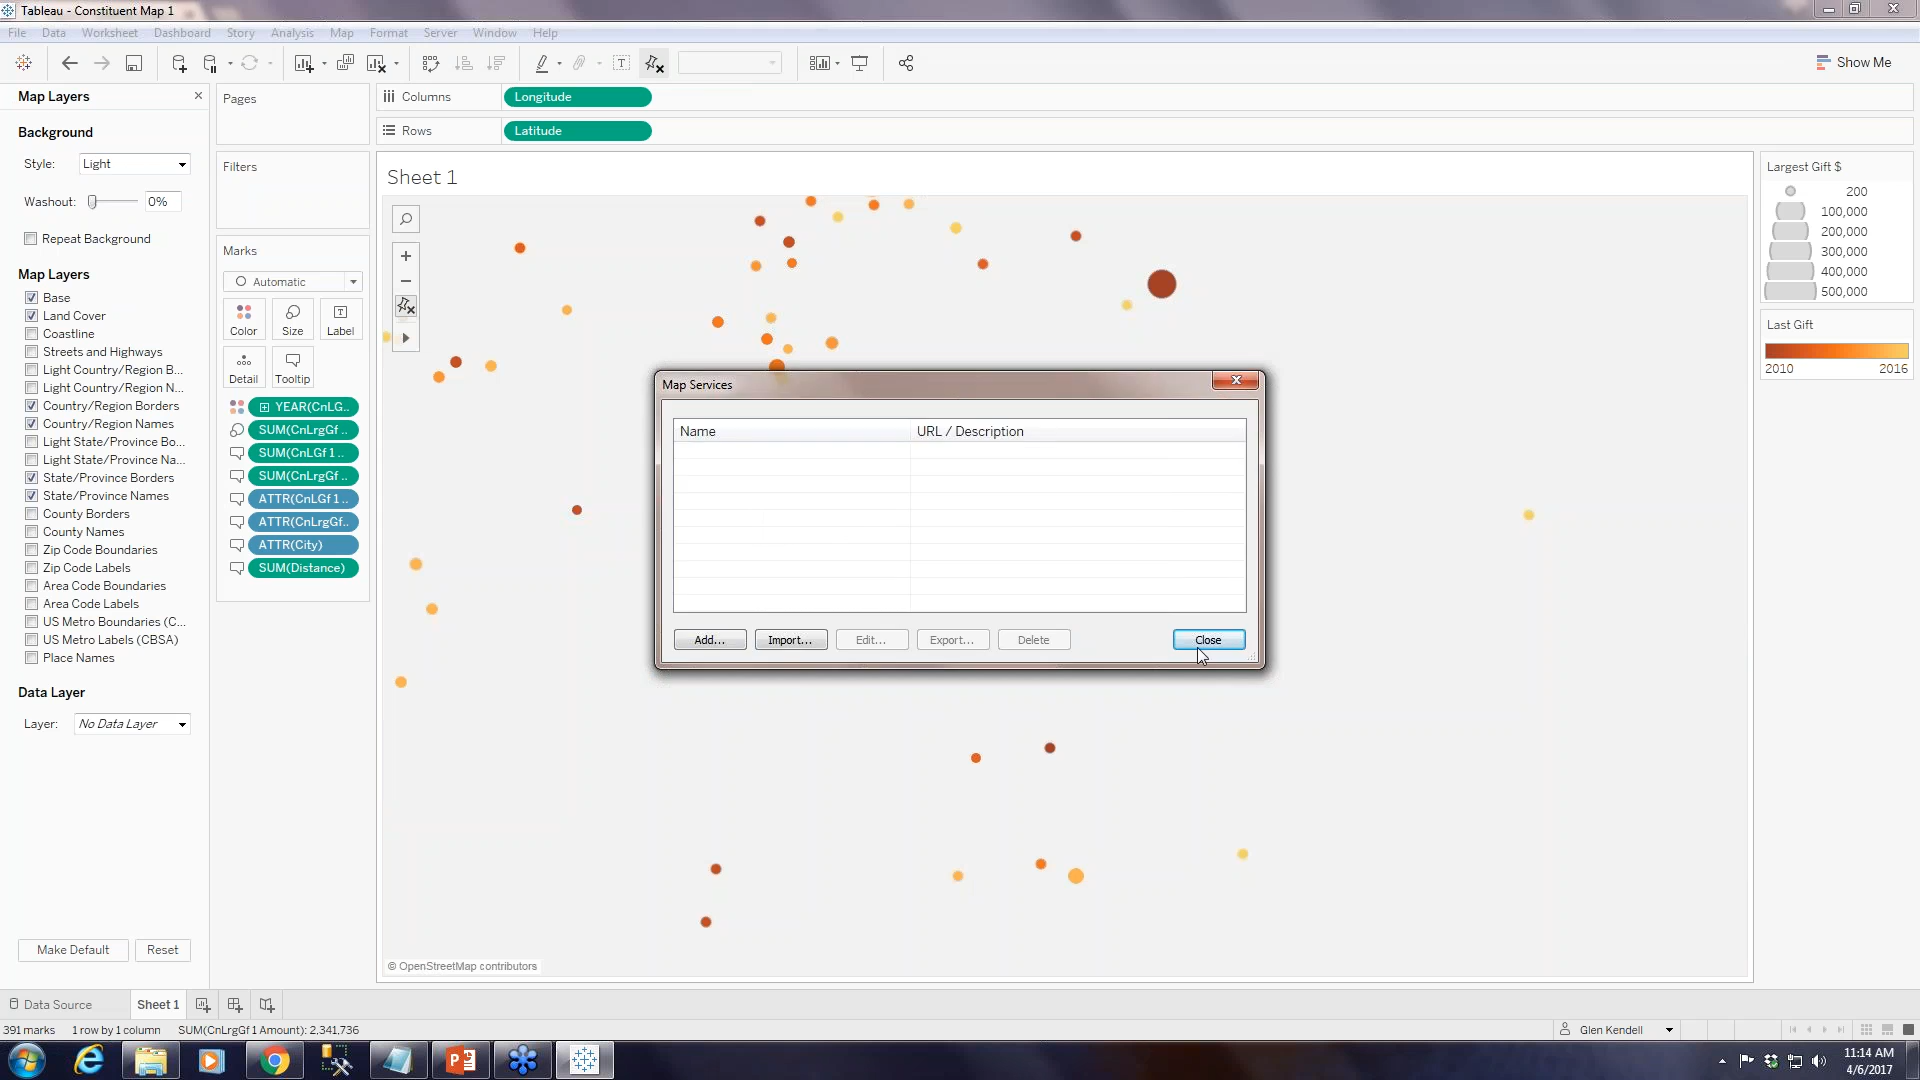 Tableau - Constituent Map 1
File Data Worksheet Dashboard Story Analysis Map Format Server Window Help
Show Me
Map Layers
Background
Style: Light
Washout: 0%
Repeat Background
Map Layers
Base
Land Cover
Coastline
Streets and Highways
Light Country/Region B...
Light Country/Region N...
Country/Region Borders
Country/Region Names
Light State/Province Bo...
Light State/Province Na...
State/Province Borders
State/Province Names
County Borders
County Names
Zip Code Boundaries
Zip Code Labels
Area Code Boundaries
Area Code Labels
US Metro Boundaries (C...
US Metro Labels (CBSA)
Place Names
Data Layer
Layer: No Data Layer
Make Default Reset
Pages
Filters
Marks
Automatic
Color Size Label
Detail Tooltip
YEAR(CnLG..
SUM(CnLrgGf ..
SUM(CnLGf 1 ..
SUM(CnLrgGf ..
ATTR(CnLGf 1 ..
ATTR(CnLrgGf..
ATTR(City)
SUM(Distance)
Columns Longitude
Rows Latitude
Sheet 1
Map Services
Name URL / Description
Add... Import... Edit... Export... Delete Close
© OpenStreetMap contributors
Largest Gift $
200
100,000
200,000
300,000
400,000
500,000
Last Gift
2010 2016
Data Source Sheet 1
391 marks 1 row by 1 column SUM(CnLrgGf 1 Amount): 2,341,736
Glen Kendell
11:14 AM
4/6/2017